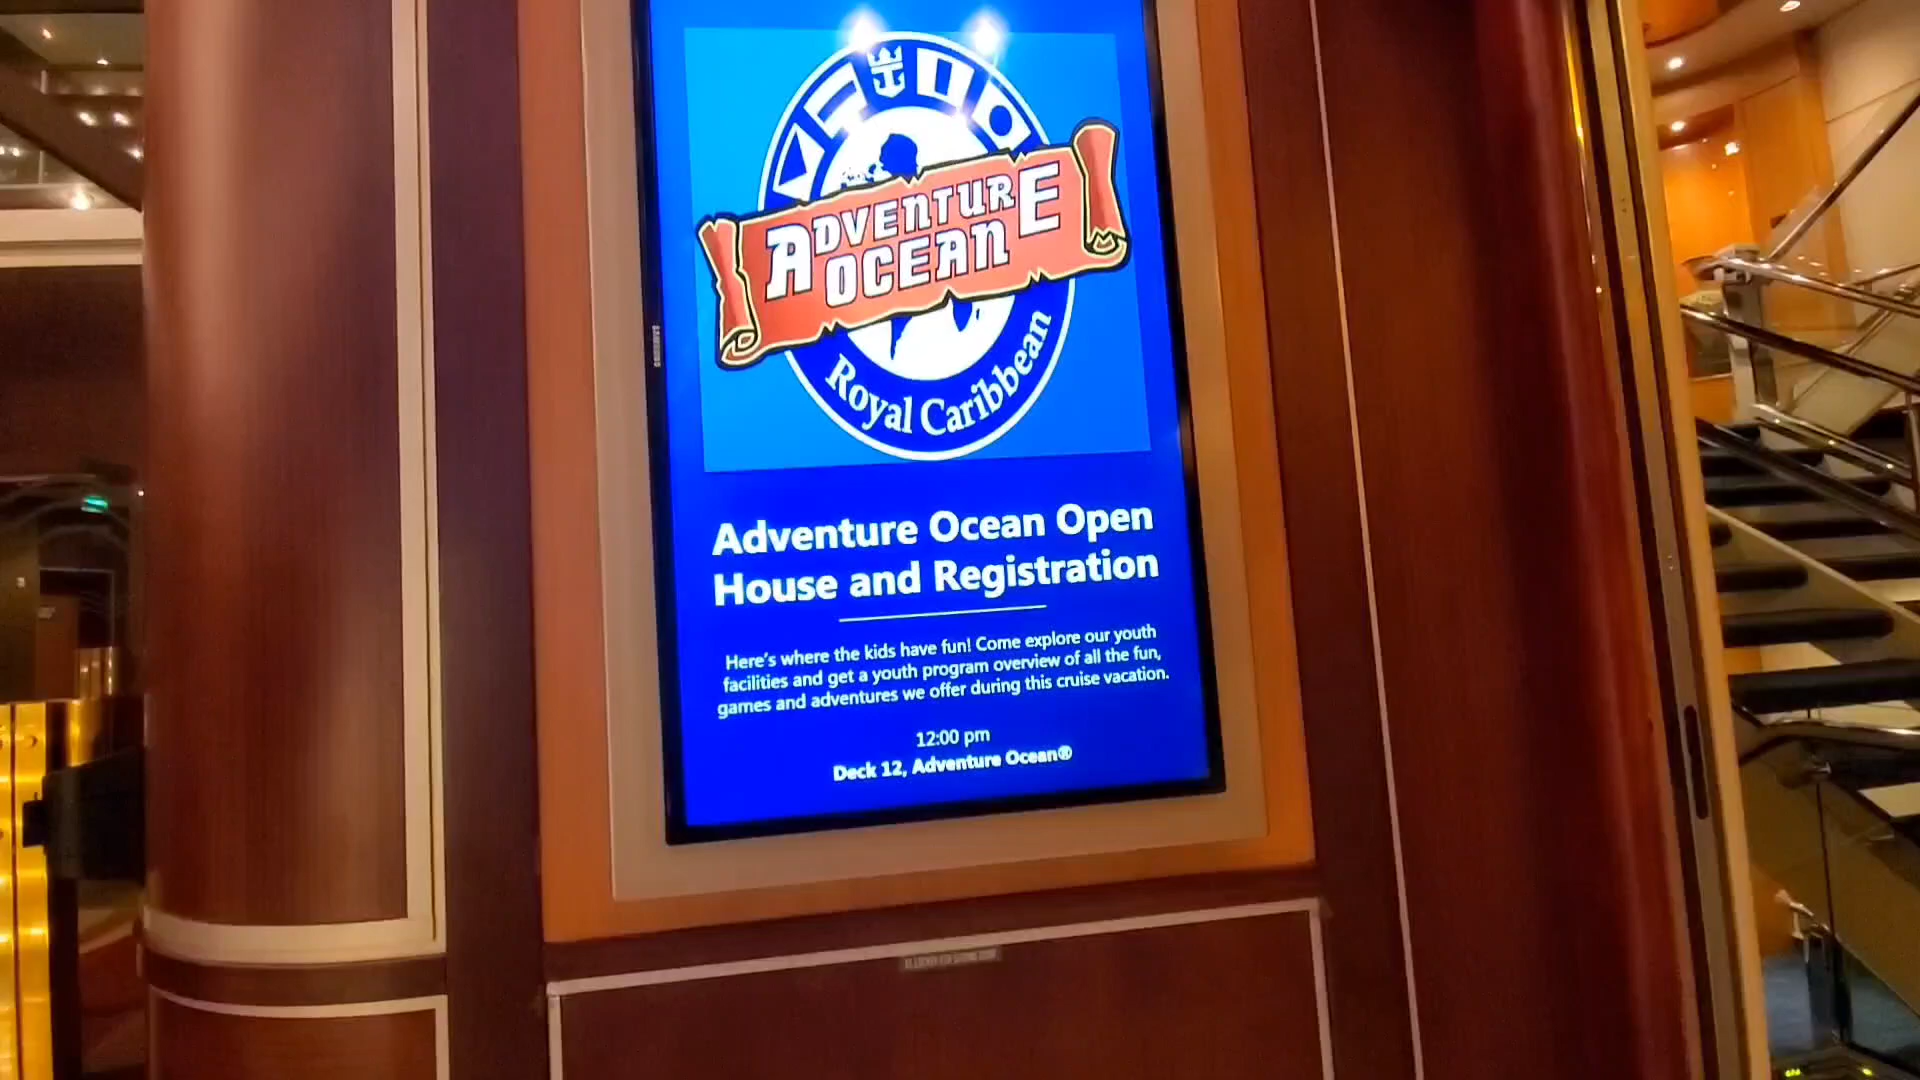 ADVENTURE
OCEAN
Royal Caribbean
Adventure Ocean Open
House and Registration
Here's where the kids have fun! Come explore our youth
facilities and get a youth program overview of all the fun,
games and adventures we offer during this cruise vacation.
12:00 pm
Deck 12, Adventure Ocean®
SAMSUNG